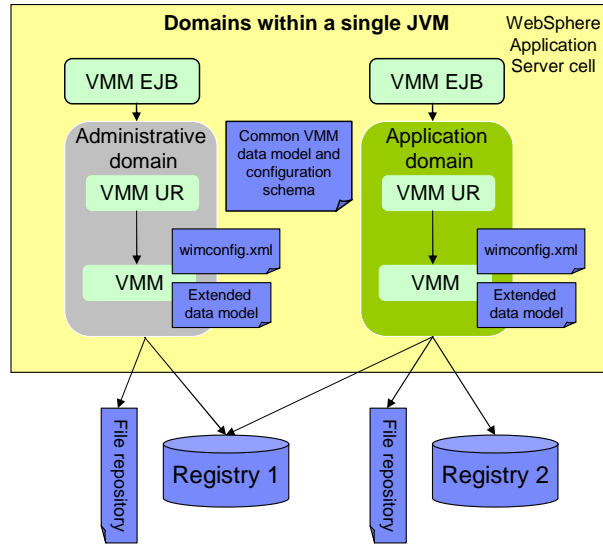 Domains within a single JVM
WebSphere
Application
Server cell
VMM EJB
VMM EJB
Administrative
domain
Common VMM
data model and
configuration
schema
Application
domain
VMM UR
VMM UR
wimconfig.xml
wimconfig.xml
VMM
VMM
Extended
data model
Extended
data model
File repository
Registry 1
File repository
Registry 2